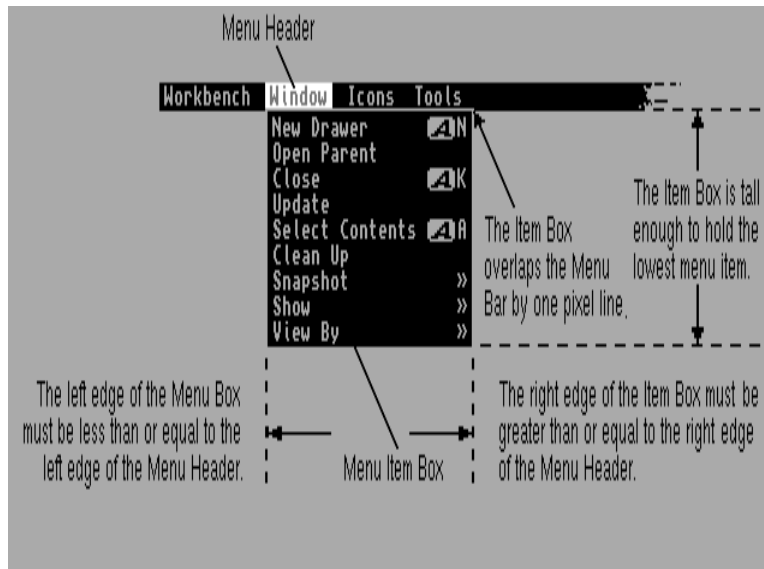 Menu Header
Workbench Window Icons Tools
New Drawer A N
Open Parent
Close A K
Update
Select Contents A A
Clean Up
Snapshot »
Show »
View By »
The Item Box
overlaps the Menu
Bar by one pixel line.
The Item Box is tall
enough to hold the
lowest menu item.
The left edge of the Menu Box
must be less than or equal to the
left edge of the Menu Header.
Menu Item Box
The right edge of the Item Box must be
greater than or equal to the right edge
of the Menu Header.